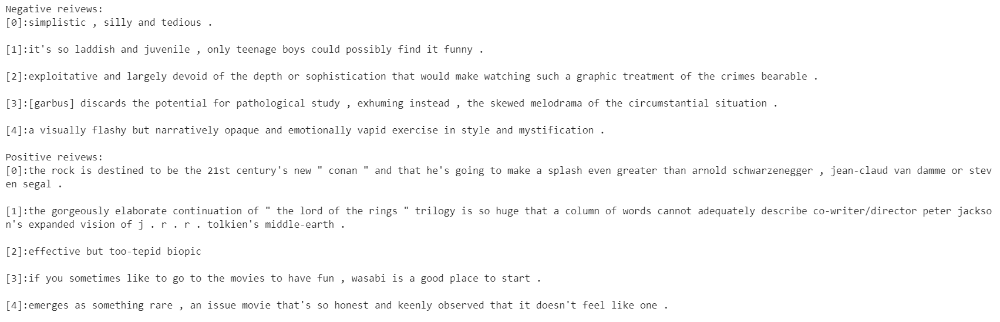 Negative reivews:
[0]:simplistic , silly and tedious .
[1]:it's so laddish and juvenile , only teenage boys could possibly find it funny .
[2]:exploitative and largely devoid of the depth or sophistication that would make watching such a graphic treatment of the crimes bearable .
[3]:[garbus] discards the potential for pathological study , exhuming instead , the skewed melodrama of the circumstantial situation .
[4]:a visually flashy but narratively opaque and emotionally vapid exercise in style and mystification .
Positive reivews:
[0]:the rock is destined to be the 21st century's new " conan " and that he's going to make a splash even greater than arnold schwarzenegger , jean-claud van damme or stev
en segal .
[1]:the gorgeously elaborate continuation of " the lord of the rings " trilogy is so huge that a column of words cannot adequately describe co-writer/director peter jackso
n's expanded vision of j . r . r . tolkien's middle-earth .
[2]:effective but too-tepid biopic
[3]:if you sometimes like to go to the movies to have fun , wasabi is a good place to start .
[4]:emerges as something rare , an issue movie that's so honest and keenly observed that it doesn't feel like one .